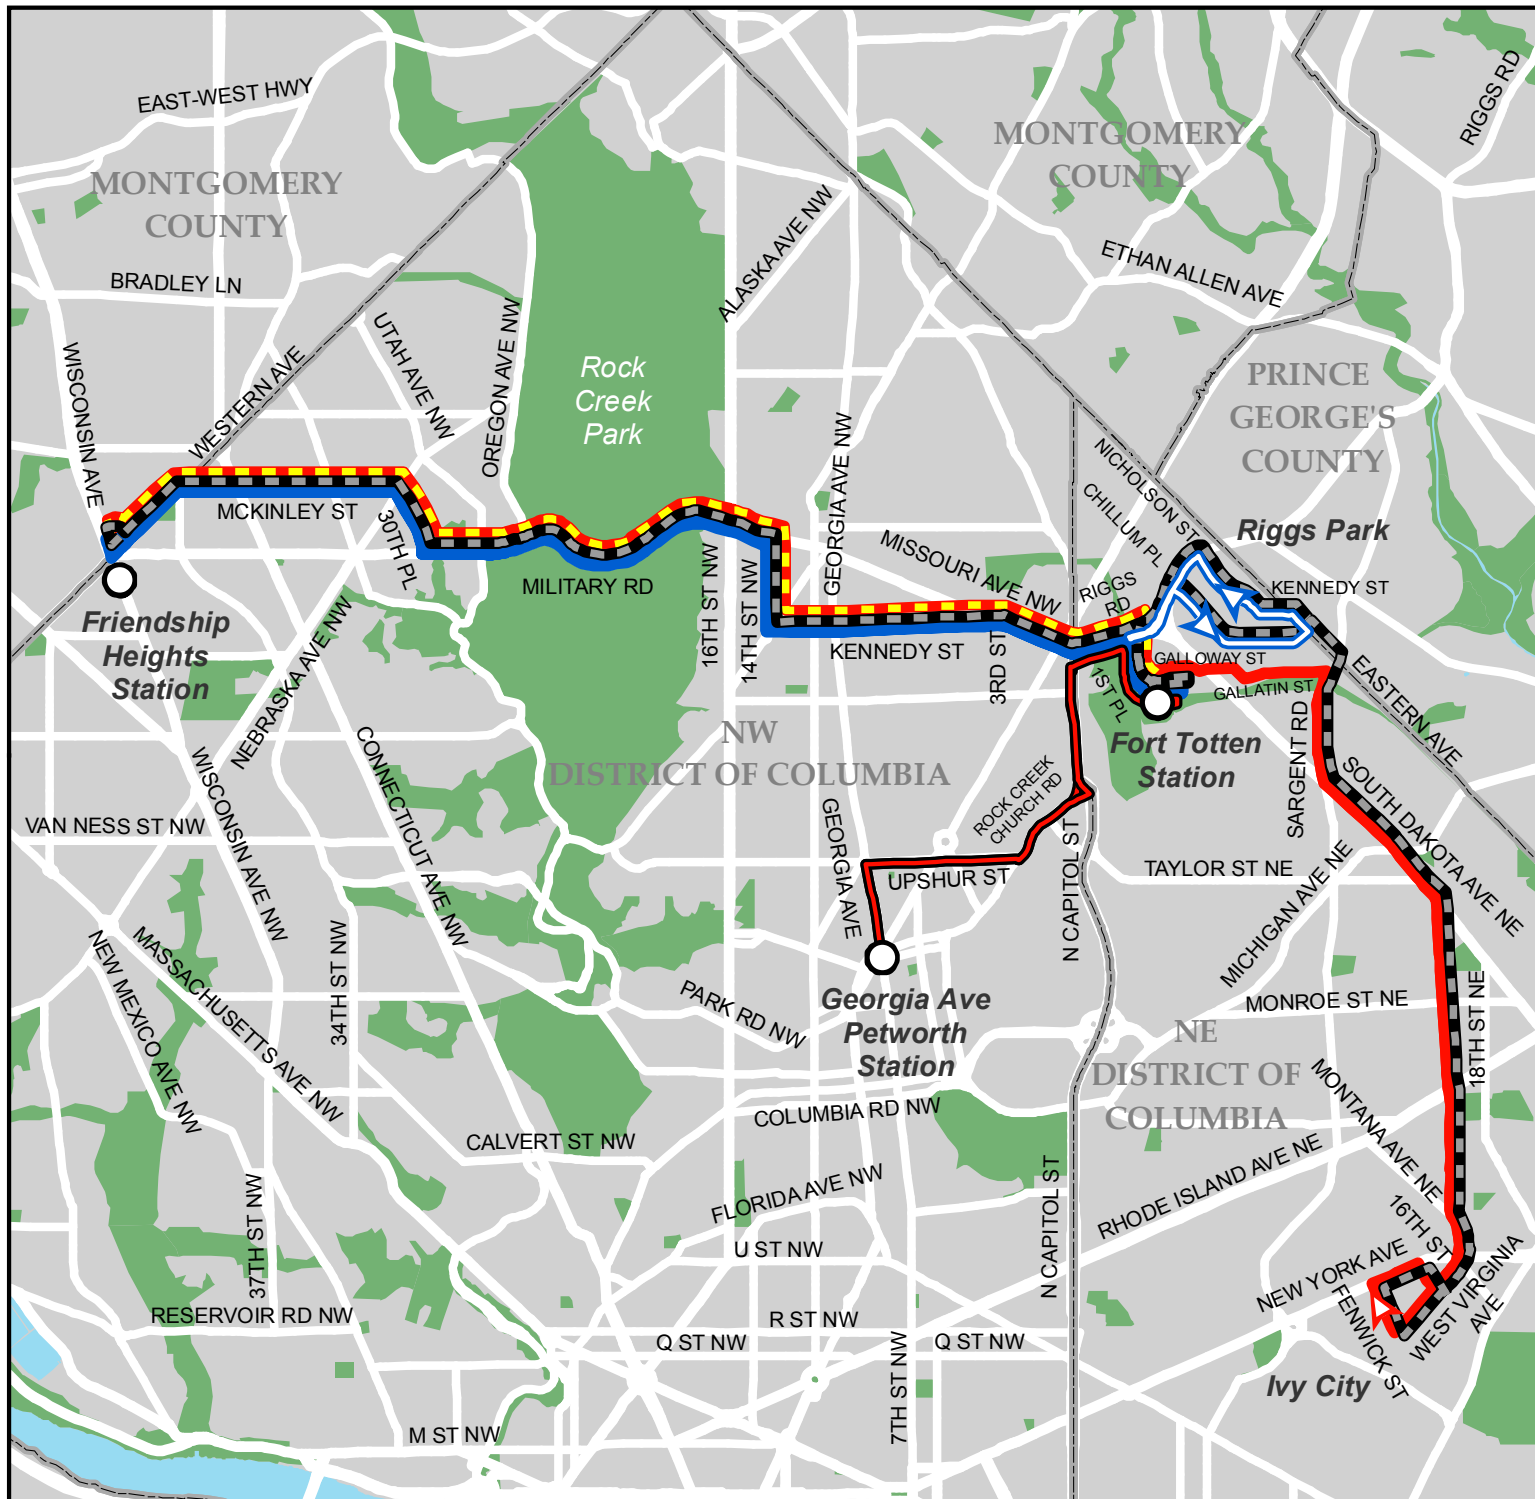 EAST-WEST HWY
RIGGS RD
MONTGOMERY
COUNTY
MONTGOMERY
COUNTY
ALASKA AVE NW
ETHAN ALLEN AVE
BRADLEY LN
UTAH AVE NW
OREGON AVE NW
WISCONSIN AVE
WESTERN AVE
Rock
Creek
Park
PRINCE
GEORGE'S
COUNTY
GEORGIA AVE NW
NICHOLSON ST
CHILLUM PL
Riggs Park
MCKINLEY ST
30TH PL
MILITARY RD
16TH ST NW
14TH ST NW
MISSOURI AVE NW
RIGGS
RD
KENNEDY ST
KENNEDY ST
3RD ST
Friendship
Heights
Station
NEBRASKA AVE NW
GALLOWAY ST
GALLATIN ST
EASTERN AVE
1ST PL
SARGENT RD
Fort Totten
Station
NW
DISTRICT OF COLUMBIA
WISCONSIN AVE NW
CONNECTICUT AVE NW
ROCK CREEK
CHURCH RD
SOUTH DAKOTA AVE NE
VAN NESS ST NW
GEORGIA AVE
UPSHUR ST
N CAPITOL ST
TAYLOR ST NE
MICHIGAN AVE NE
MASSACHUSETTS AVE NW
NEW MEXICO AVE NW
34TH ST NW
PARK RD NW
Georgia Ave
Petworth
Station
MONROE ST NE
18TH ST NE
NE
DISTRICT OF
COLUMBIA
MONTANA AVE NE
COLUMBIA RD NW
CALVERT ST NW
37TH ST NW
FLORIDA AVE NW
U ST NW
N CAPITOL ST
RHODE ISLAND AVE NE
16TH ST
NEW YORK AVE
FENWICK ST
WEST VIRGINIA
AVE
RESERVOIR RD NW
R ST NW
Q ST NW
Q ST NW
Ivy City
7TH ST NW
M ST NW